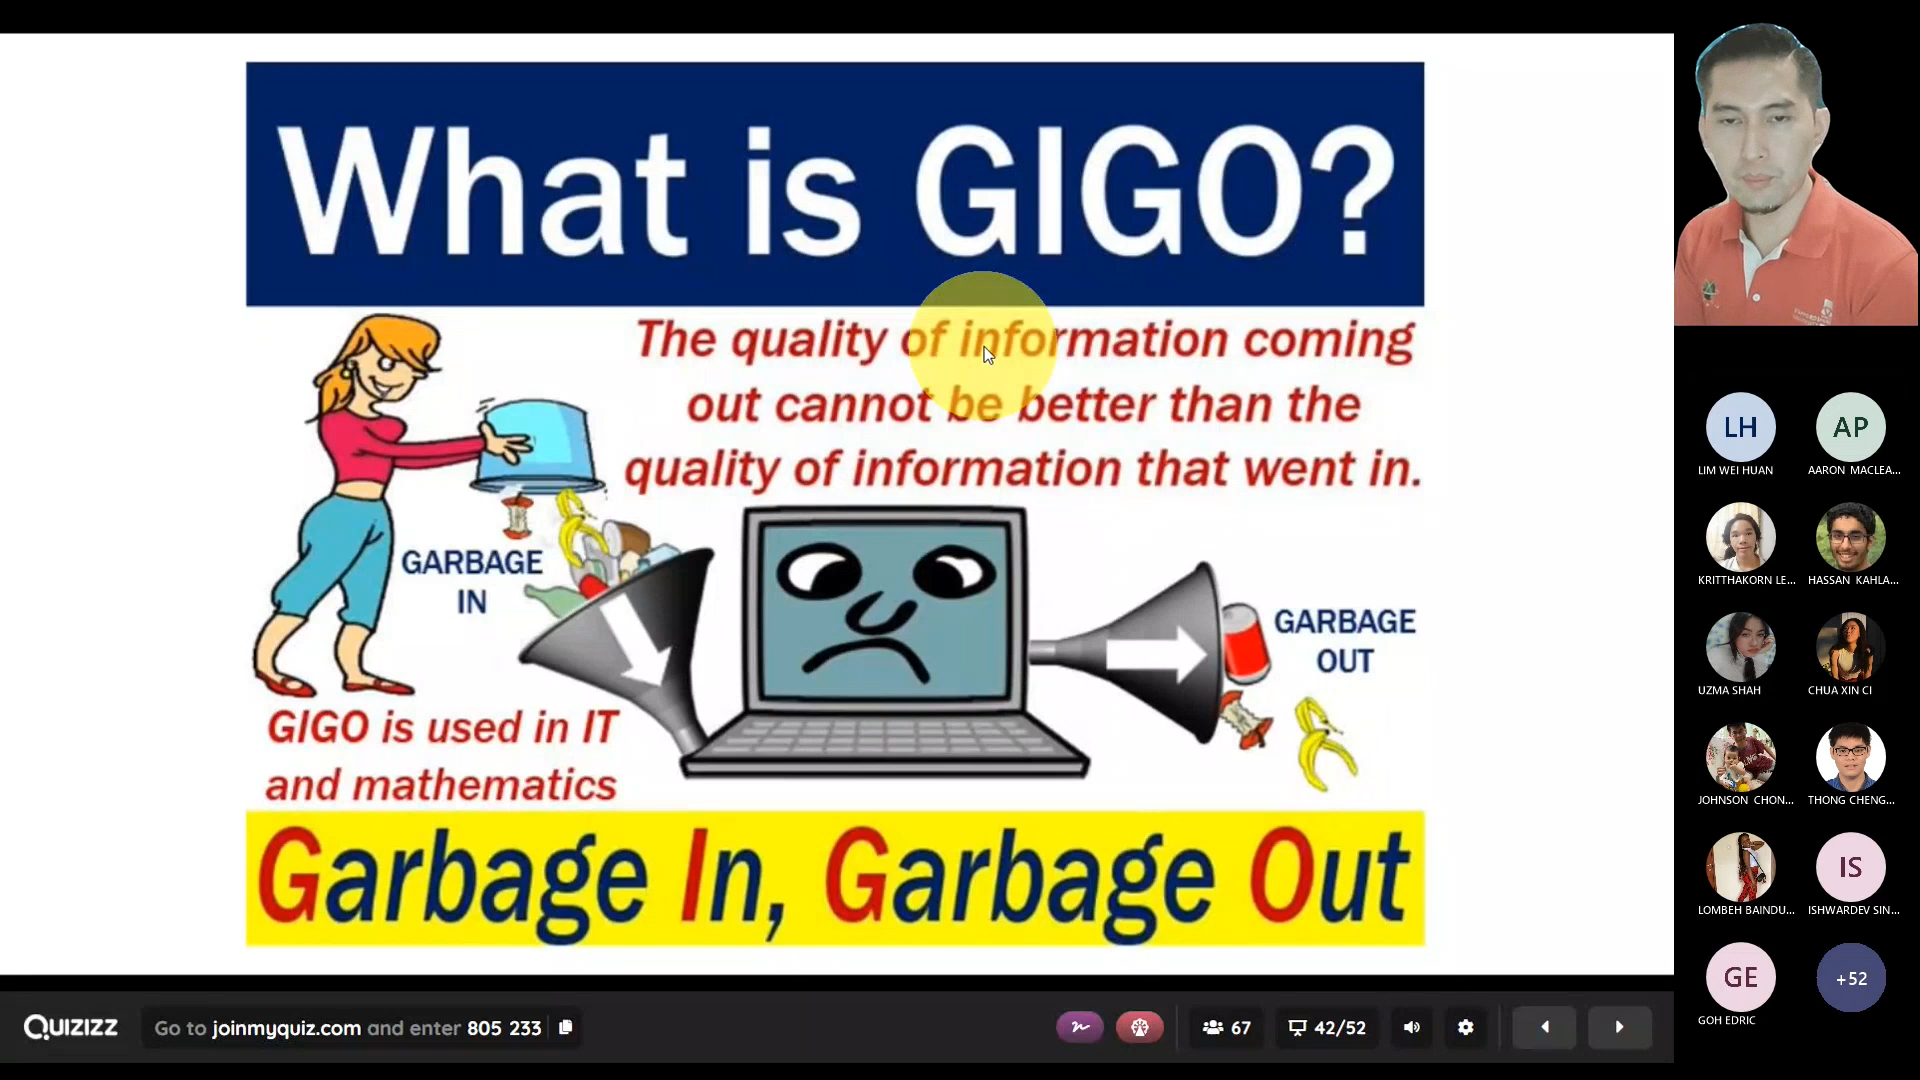 What is GIGO?
The quality of information coming
out cannot be better than the
quality of information that went in.
GARBAGE
IN
GARBAGE
OUT
GIGO is used in IT
and mathematics
Garbage In, Garbage Out
QUIZIZZ
Go to joinmyquiz.com and enter 805 233
67
42/52
LH
LIM WEI HUAN
AP
AARON MACLEA...
KRITTHAKORN LE...
HASSAN KAHLA...
UZMA SHAH
CHUA XIN CI
JOHNSON CHON...
THONG CHENG...
LOMBEH BAINDU...
IS
ISHWARDEV SIN...
GE
GOH EDRIC
+52